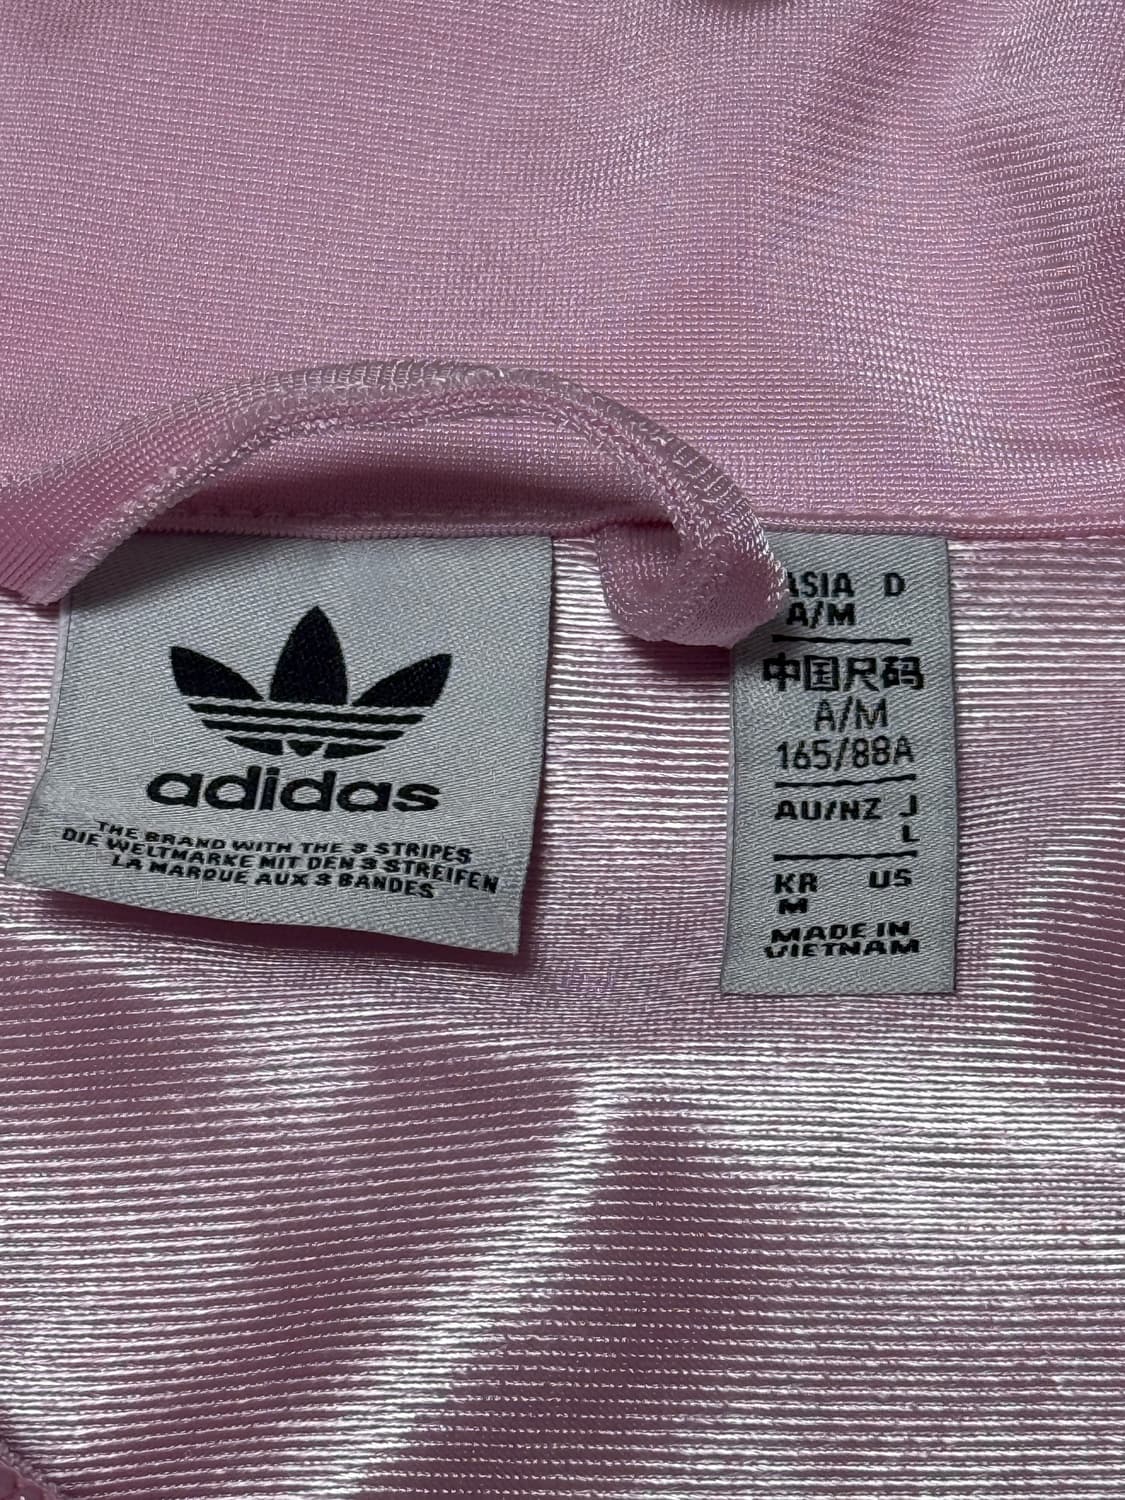 adidas
THE BRAND WITH THE 3 STRIPES
DIE WELTMARKE MIT DEN 3 STREIFEN
LA MARQUE AUX 3 BANDES
ASIA D
A/M
中国尺码
A/M
165/88A
AU/NZ J
L
KR US
M
MADE IN
VIETNAM